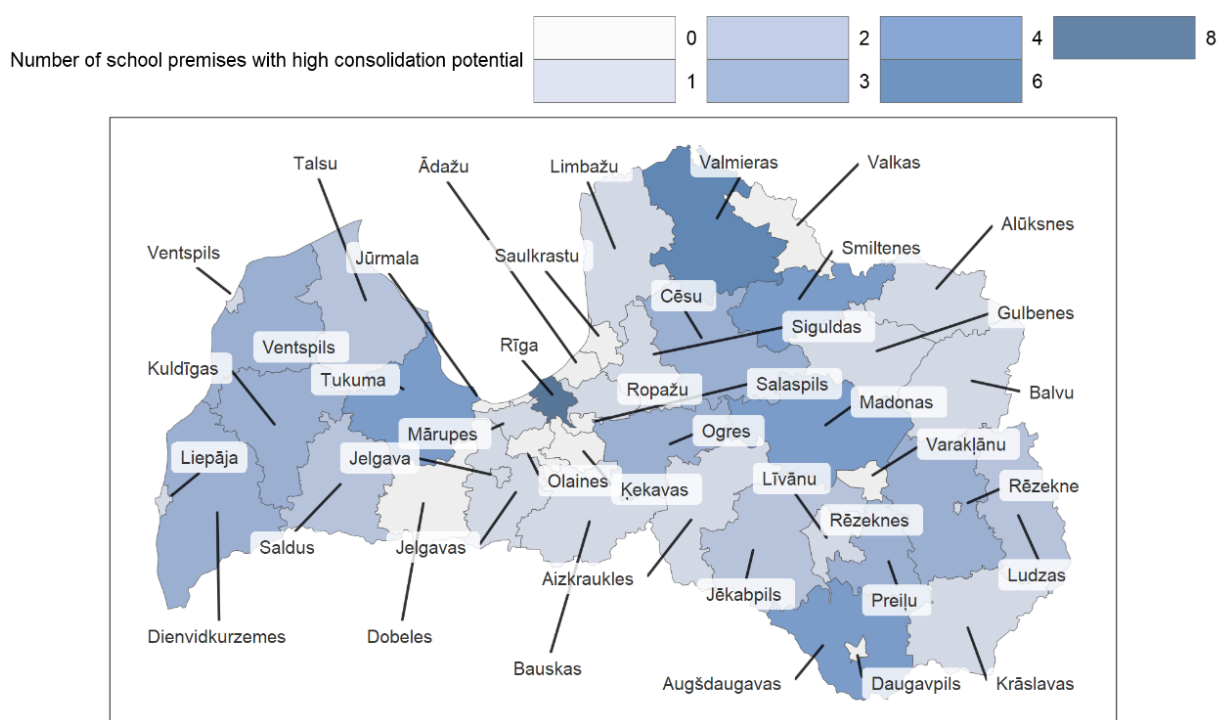 Number of school premises with high consolidation potential
0
2
4
8
1
3
6
Talsu
Ādažu
Limbažu
Valmieras
Valkas
Alūksnes
Ventspils
Jūrmala
Saulkrastu
Smiltenes
Cēsu
Gulbenes
Siguldas
Rīga
Ventspils
Kuldīgas
Tukuma
Ropažu
Salaspils
Balvu
Madonas
Mārupes
Ogres
Varakļānu
Liepāja
Jelgava
Olaines
Ķekavas
Līvānu
Rēzekne
Rēzeknes
Saldus
Jelgavas
Aizkraukles
Ludzas
Jēkabpils
Preiļu
Dienvidkurzemes
Dobeles
Bauskas
Augšdaugavas
Daugavpils
Krāslavas